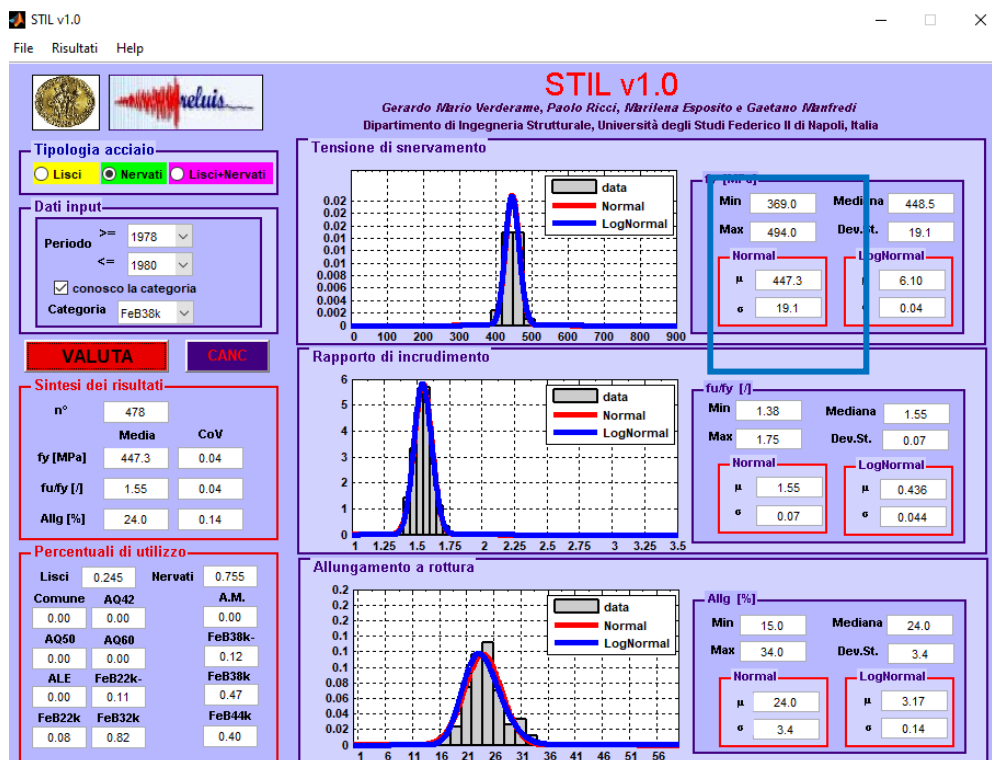 STIL v1.0
File Risultati Help
reluis
STIL v1.0
Gerardo Mario Verderame, Paolo Ricci, Marilena Esposito e Gaetano Manfredi
Dipartimento di Ingegneria Strutturale, Università degli Studi Federico II di Napoli, Italia
Tipologia acciaio
Lisci Nervati Lisci+Nervati
Dati input
Periodo >= 1978
<= 1980
conosco la categoria
Categoria FeB38k
VALUTA CANC
Sintesi dei risultati
n° 478
Media CoV
fy [MPa] 447.3 0.04
fu/fy [/] 1.55 0.04
Allg [%] 24.0 0.14
Percentuali di utilizzo
Lisci 0.245 Nervati 0.755
Comune AQ42 A.M.
0.00 0.00 0.00
AQ50 AQ60 FeB38k-
0.00 0.00 0.12
ALE FeB22k- FeB38k
0.00 0.11 0.47
FeB22k FeB32k FeB44k
0.08 0.82 0.40
Tensione di snervamento
0.02
0.02
0.02
0.01
0.01
0.01
0.008
0.006
0.004
0.002
0
0 100 200 300 400 500 600 700 800 900
data
Normal
LogNormal
fy [MPa]
Min 369.0 Mediana 448.5
Max 494.0 Dev.St. 19.1
Normal LogNormal
μ 447.3 6.10
σ 19.1 0.04
Rapporto di incrudimento
6
5
4
3
2
1
0
1 1.25 1.5 1.75 2 2.25 2.5 2.75 3 3.25 3.5
data
Normal
LogNormal
fu/fy [/]
Min 1.38 Mediana 1.55
Max 1.75 Dev.St. 0.07
Normal LogNormal
μ 1.55 μ 0.436
σ 0.07 σ 0.044
Allungamento a rottura
0.2
0.2
0.2
0.1
0.1
0.1
0.08
0.06
0.04
0.02
0
1 6 11 16 21 26 31 36 41 46 51 56
data
Normal
LogNormal
Allg [%]
Min 15.0 Mediana 24.0
Max 34.0 Dev.St. 3.4
Normal LogNormal
μ 24.0 μ 3.17
σ 3.4 σ 0.14